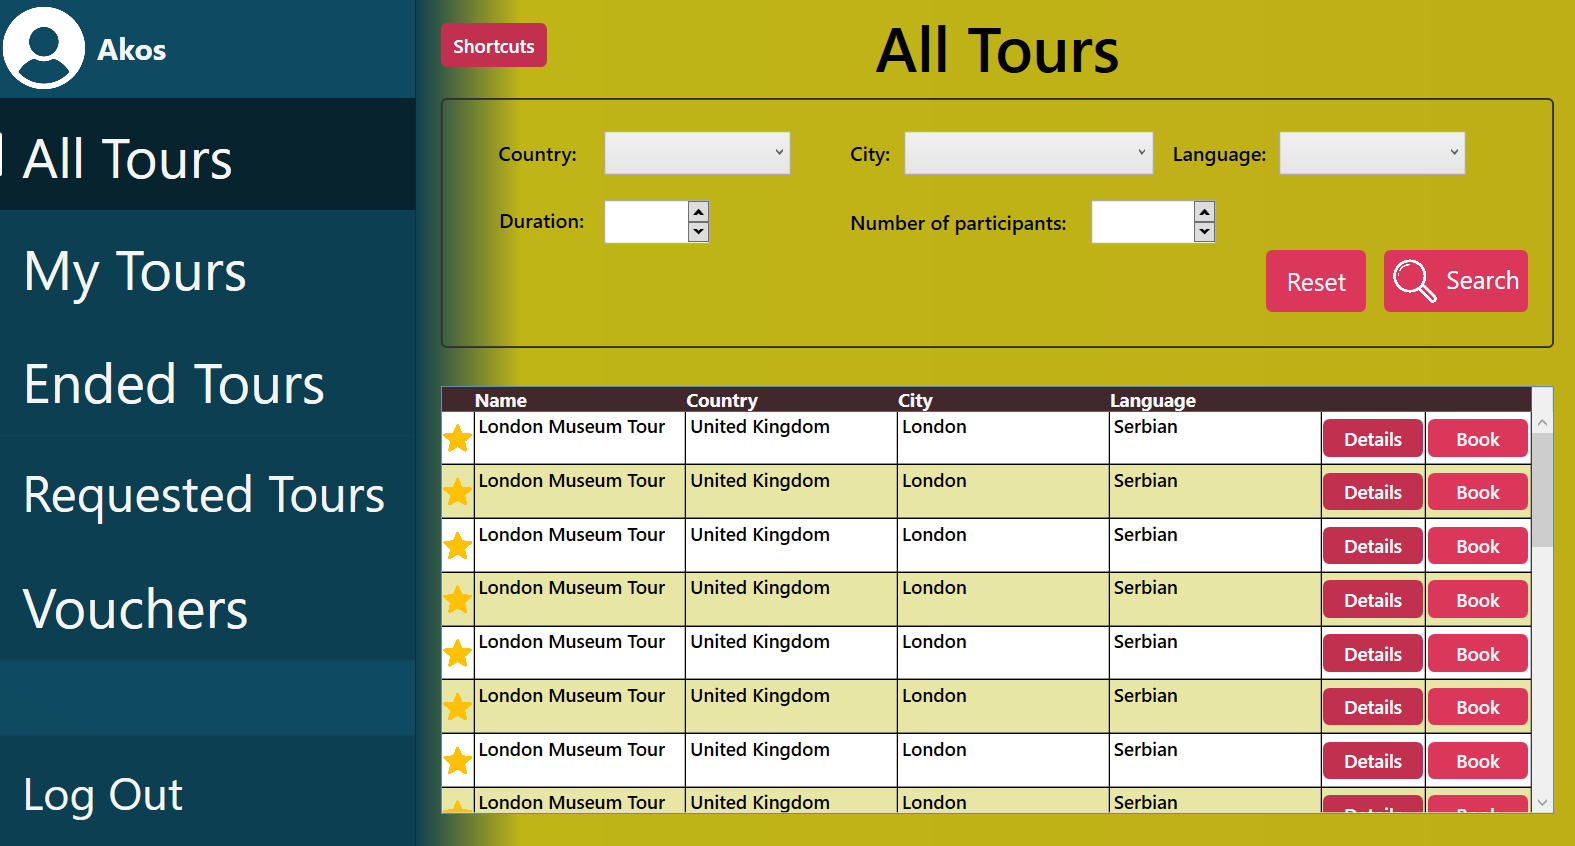 Akos
All Tours
My Tours
Ended Tours
Requested Tours
Vouchers
Log Out
Shortcuts
All Tours
Country: City: Language:
Duration: Number of participants:
Reset Search
Name Country City Language
London Museum Tour United Kingdom London Serbian Details Book
London Museum Tour United Kingdom London Serbian Details Book
London Museum Tour United Kingdom London Serbian Details Book
London Museum Tour United Kingdom London Serbian Details Book
London Museum Tour United Kingdom London Serbian Details Book
London Museum Tour United Kingdom London Serbian Details Book
London Museum Tour United Kingdom London Serbian Details Book
London Museum Tour United Kingdom London Serbian